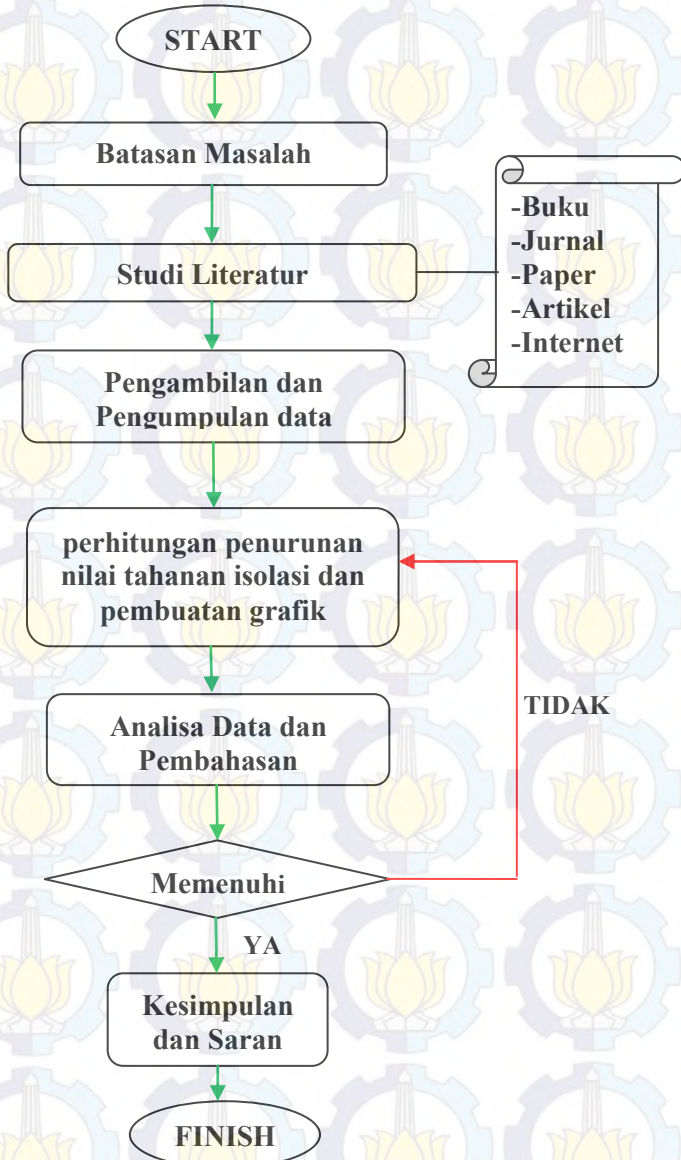 START
Batasan Masalah
Studi Literatur
-Buku
-Jurnal
-Paper
-Artikel
-Internet
Pengambilan dan
Pengumpulan data
perhitungan penurunan
nilai tahanan isolasi dan
pembuatan grafik
TIDAK
Analisa Data dan
Pembahasan
Memenuhi
YA
Kesimpulan
dan Saran
FINISH